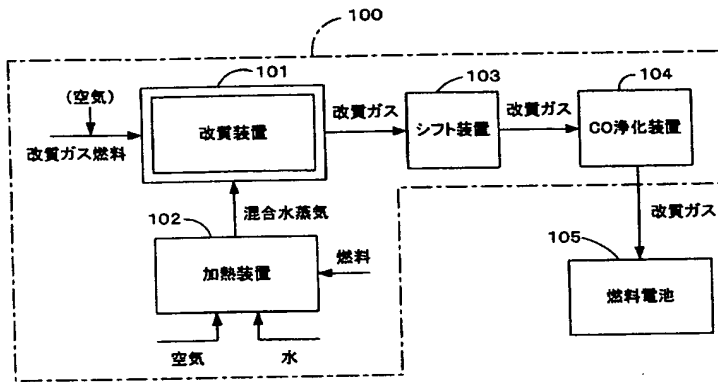 100
101
103
104
(空気)
改質ガス燃料
改質装置
改質ガス
シフト装置
改質ガス
CO浄化装置
混合水蒸気
102
加熱装置
燃料
空気
水
改質ガス
105
燃料電池